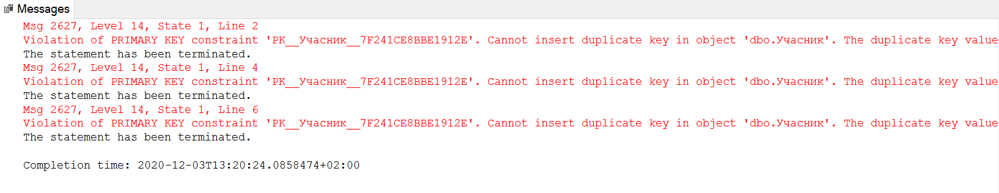 Messages
Msg 2627, Level 14, State 1, Line 2
Violation of PRIMARY KEY constraint 'PK__Учасник__7F241CE8BBE1912E'. Cannot insert duplicate key in object 'dbo.Учасник'. The duplicate key value
The statement has been terminated.
Msg 2627, Level 14, State 1, Line 4
Violation of PRIMARY KEY constraint 'PK__Учасник__7F241CE8BBE1912E'. Cannot insert duplicate key in object 'dbo.Учасник'. The duplicate key value
The statement has been terminated.
Msg 2627, Level 14, State 1, Line 6
Violation of PRIMARY KEY constraint 'PK__Учасник__7F241CE8BBE1912E'. Cannot insert duplicate key in object 'dbo.Учасник'. The duplicate key value
The statement has been terminated.
Completion time: 2020-12-03T13:20:24.0858474+02:00